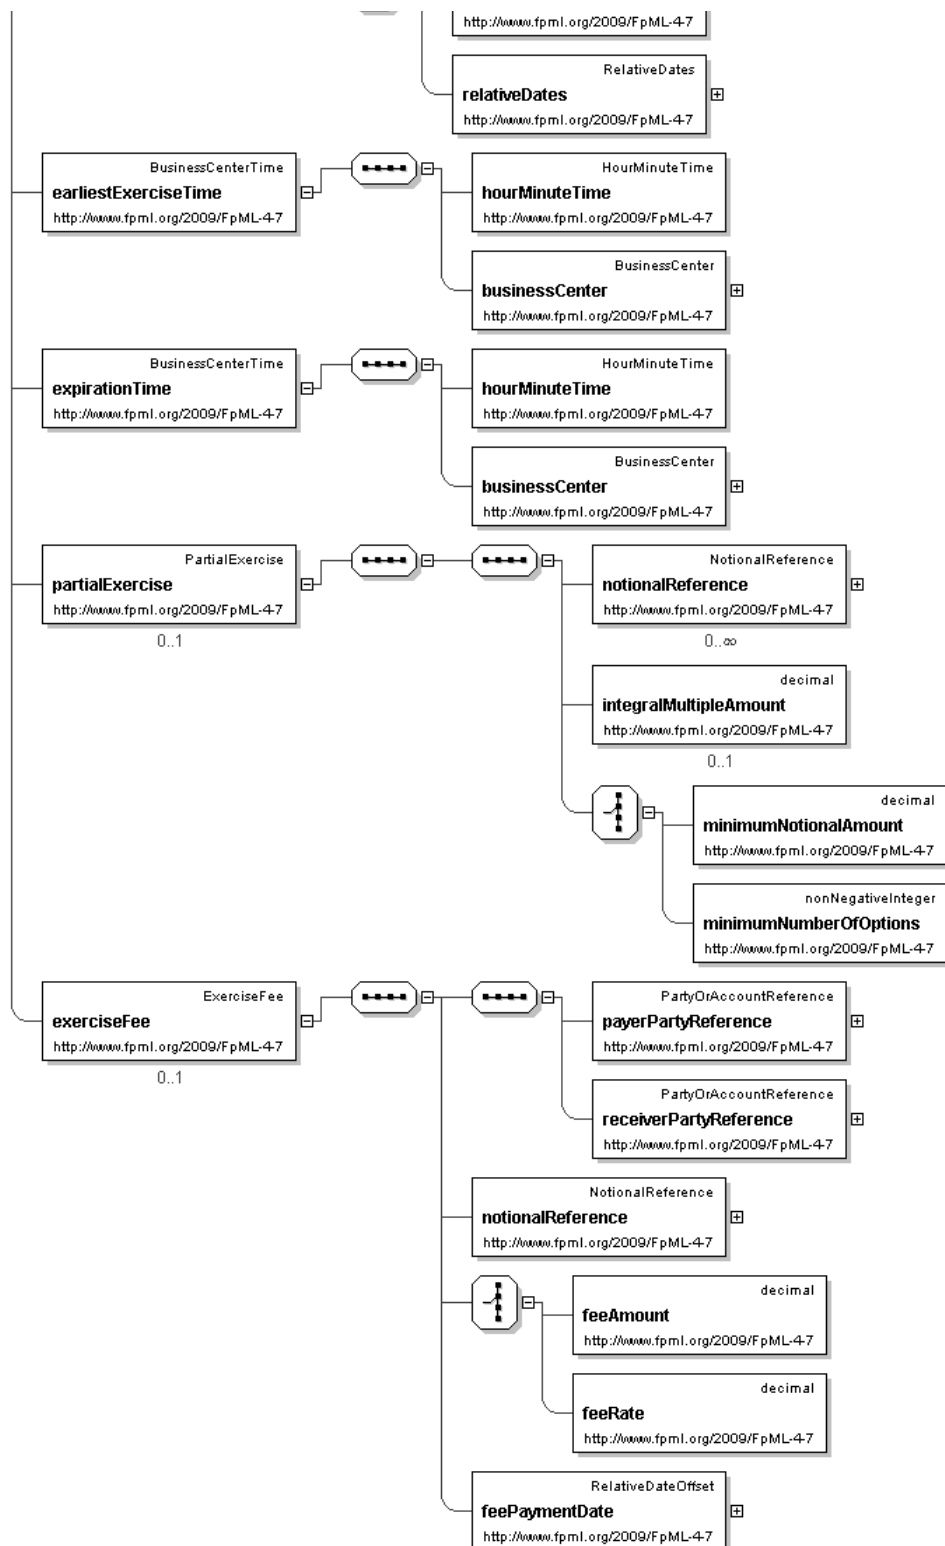 http://www.fpml.org/2009/FpML-4-7
RelativeDates
relativeDates
http://www.fpml.org/2009/FpML-4-7
BusinessCenterTime
earliestExerciseTime
http://www.fpml.org/2009/FpML-4-7
HourMinuteTime
hourMinuteTime
http://www.fpml.org/2009/FpML-4-7
BusinessCenter
businessCenter
http://www.fpml.org/2009/FpML-4-7
BusinessCenterTime
expirationTime
http://www.fpml.org/2009/FpML-4-7
HourMinuteTime
hourMinuteTime
http://www.fpml.org/2009/FpML-4-7
BusinessCenter
businessCenter
http://www.fpml.org/2009/FpML-4-7
PartialExercise
partialExercise
http://www.fpml.org/2009/FpML-4-7
0..1
NotionalReference
notionalReference
http://www.fpml.org/2009/FpML-4-7
0..∞
decimal
integralMultipleAmount
http://www.fpml.org/2009/FpML-4-7
0..1
decimal
minimumNotionalAmount
http://www.fpml.org/2009/FpML-4-7
nonNegativeInteger
minimumNumberOfOptions
http://www.fpml.org/2009/FpML-4-7
ExerciseFee
exerciseFee
http://www.fpml.org/2009/FpML-4-7
0..1
PartyOrAccountReference
payerPartyReference
http://www.fpml.org/2009/FpML-4-7
PartyOrAccountReference
receiverPartyReference
http://www.fpml.org/2009/FpML-4-7
NotionalReference
notionalReference
http://www.fpml.org/2009/FpML-4-7
decimal
feeAmount
http://www.fpml.org/2009/FpML-4-7
decimal
feeRate
http://www.fpml.org/2009/FpML-4-7
RelativeDateOffset
feePaymentDate
http://www.fpml.org/2009/FpML-4-7